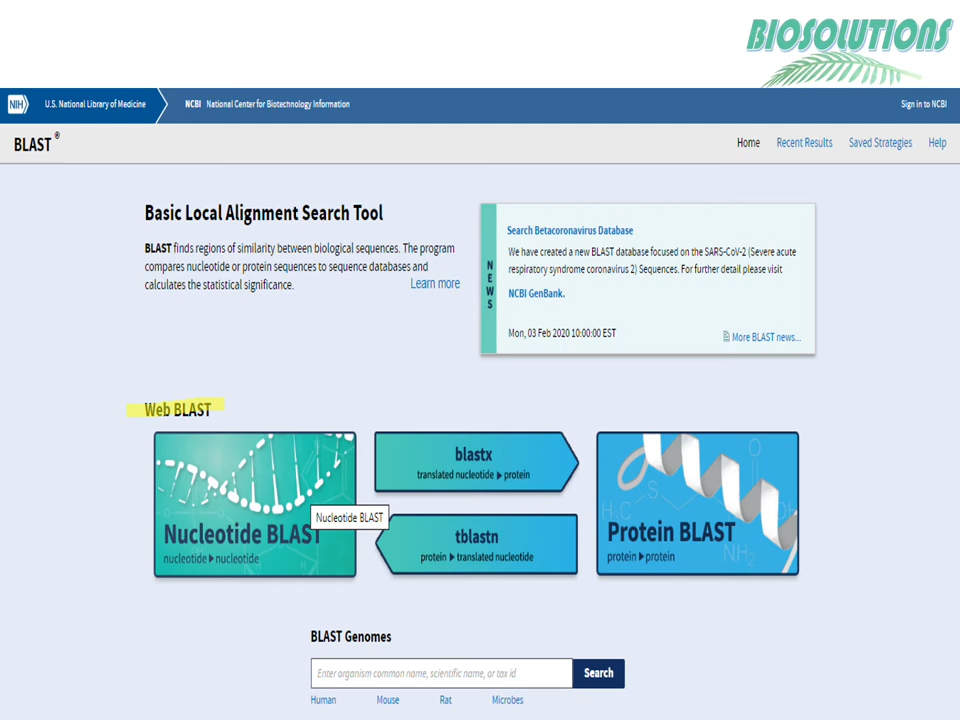 BIOSOLUTIONS
NIH U.S. National Library of Medicine NCBI National Center for Biotechnology Information Sign in to NCBI
BLAST ® Home Recent Results Saved Strategies Help
Basic Local Alignment Search Tool
BLAST finds regions of similarity between biological sequences. The program
compares nucleotide or protein sequences to sequence databases and
calculates the statistical significance. Learn more
NEWS
Search Betacoronavirus Database
We have created a new BLAST database focused on the SARS-CoV-2 (Severe acute
respiratory syndrome coronavirus 2) Sequences. For further detail please visit
NCBI GenBank.
Mon, 03 Feb 2020 10:00:00 EST More BLAST news...
Web BLAST
Nucleotide BLAST
nucleotide ▶ nucleotide
Nucleotide BLAST
blastx
translated nucleotide ▶ protein
tblastn
protein ▶ translated nucleotide
H3C S NH2
Protein BLAST
protein ▶ protein
BLAST Genomes
Enter organism common name, scientific name, or tax id Search
Human Mouse Rat Microbes